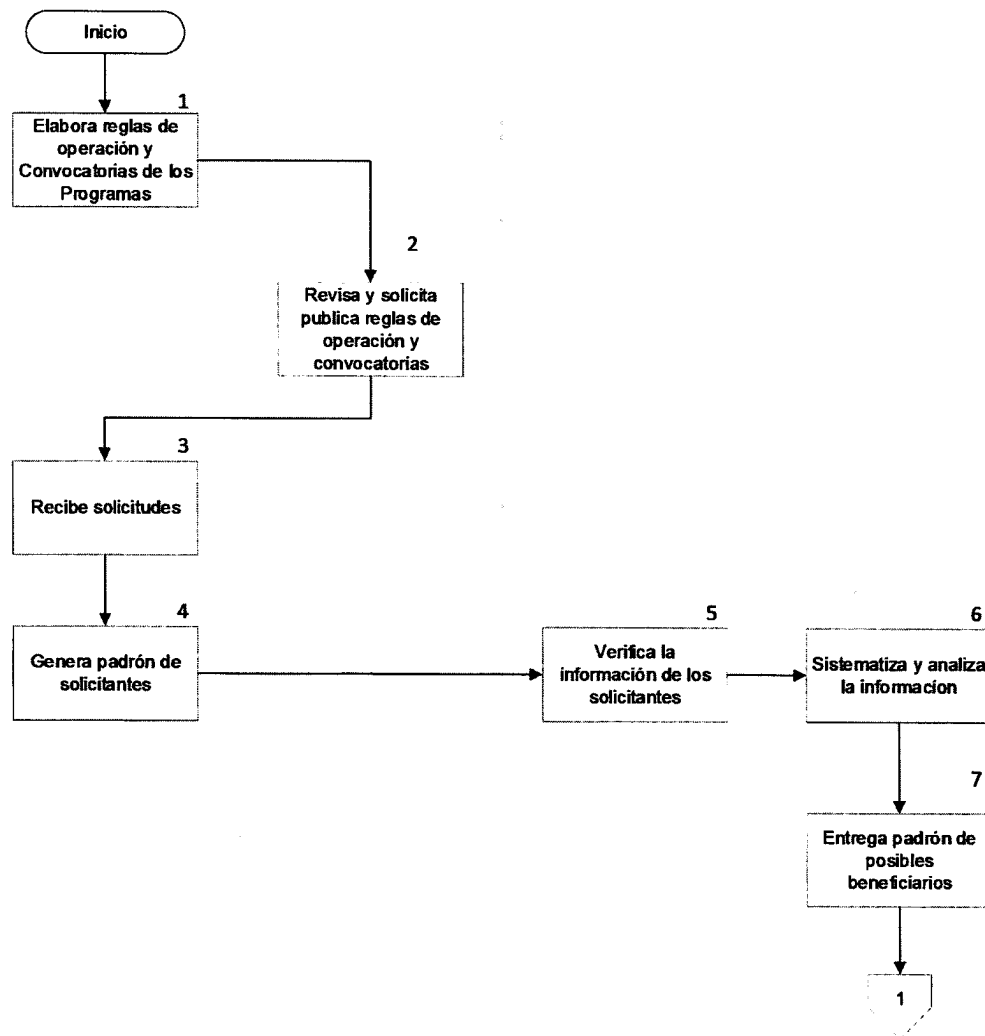 Inicio
1
Elabora reglas de
operación y
Convocatorias de los
Programas
2
Revisa y solicita
publica reglas de
operación y
convocatorias
3
Recibe solicitudes
4
Genera padrón de
solicitantes
5
Verifica la
información de los
solicitantes
6
Sistematiza y analiza
la informacion
7
Entrega padrón de
posibles
beneficiarios
1